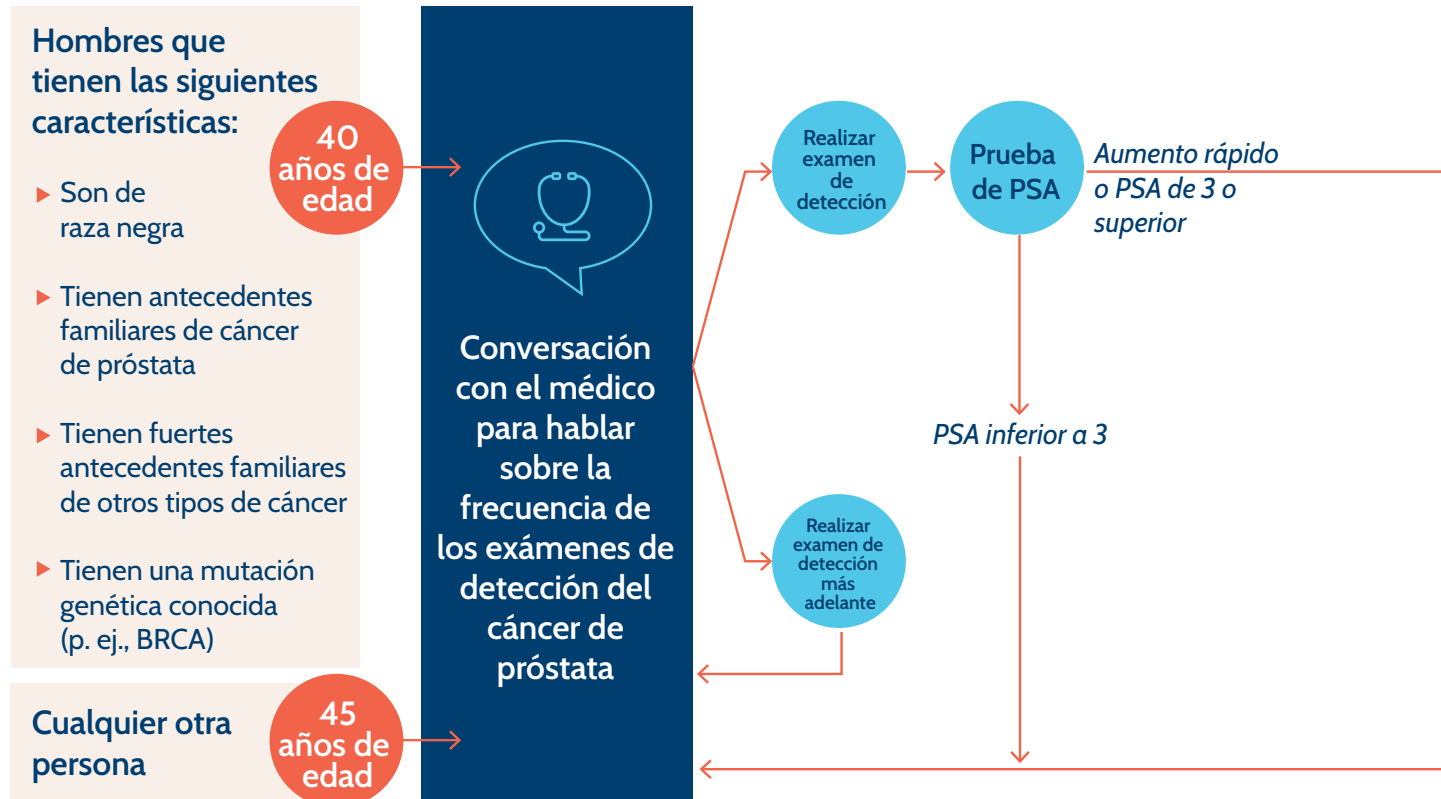 Hombres que
tienen las siguientes
características:
Son de
raza negra
Tienen antecedentes
familiares de cáncer
de próstata
Tienen fuertes
antecedentes familiares
de otros tipos de cáncer
Tienen una mutación
genética conocida
(p. ej., BRCA)
40
años de
edad
Cualquier otra
persona
45
años de
edad
Conversación
con el médico
para hablar
sobre la
frecuencia de
los exámenes de
detección del
cáncer de
próstata
Realizar
examen
de
detección
Prueba
de PSA
Aumento rápido
o PSA de 3 o
superior
PSA inferior a 3
Realizar
examen de
detección
más
adelante